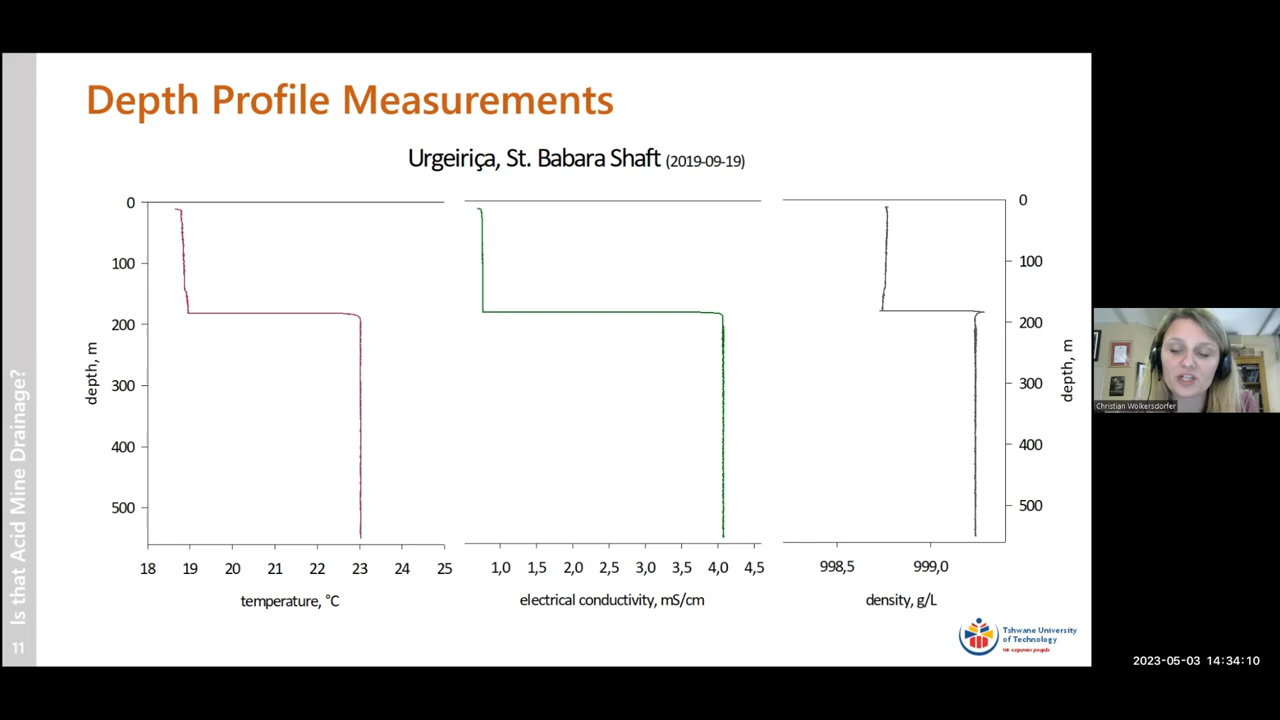 Depth Profile Measurements
Urgeiriça, St. Babara Shaft (2019-09-19)
0
100
200
300
400
500
depth, m
18 19 20 21 22 23 24 25
temperature, °C
1,0 1,5 2,0 2,5 3,0 3,5 4,0 4,5
electrical conductivity, mS/cm
0
100
200
300
400
500
depth, m
998,5 999,0
density, g/L
Is that Acid Mine Drainage?
11
Tshwane University
of Technology
We empower people
Christian Wolkersdorfer
2023-05-03 14:34:10